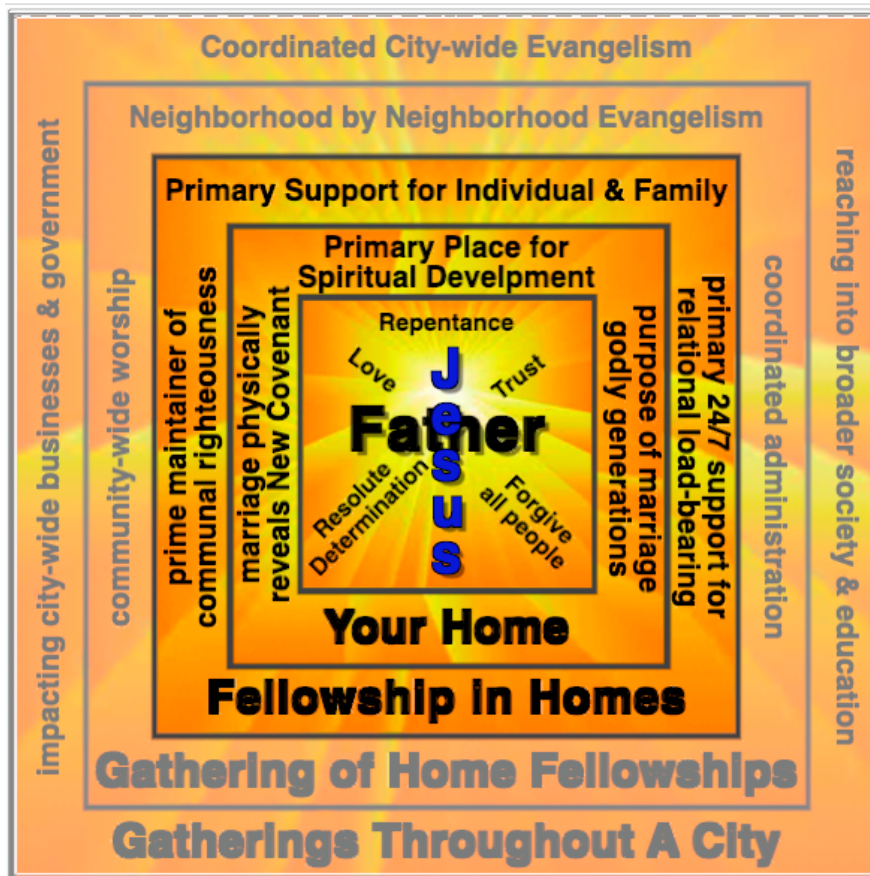 Coordinated City-wide Evangelism
impacting city-wide businesses & government
reaching into broader society & education
Gatherings Throughout A City
Neighborhood by Neighborhood Evangelism
community-wide worship
coordinated administration
Gathering of Home Fellowships
Primary Support for Individual & Family
prime maintainer of
communal righteousness
primary 24/7 support for
relational load-bearing
Fellowship in Homes
Primary Place for
Spiritual Develpment
marriage physically
reveals New Covenant
purpose of marriage
godly generations
Your Home
Repentance
Love
Trust
Jesus
Father
Resolute
Determination
Forgive
all people